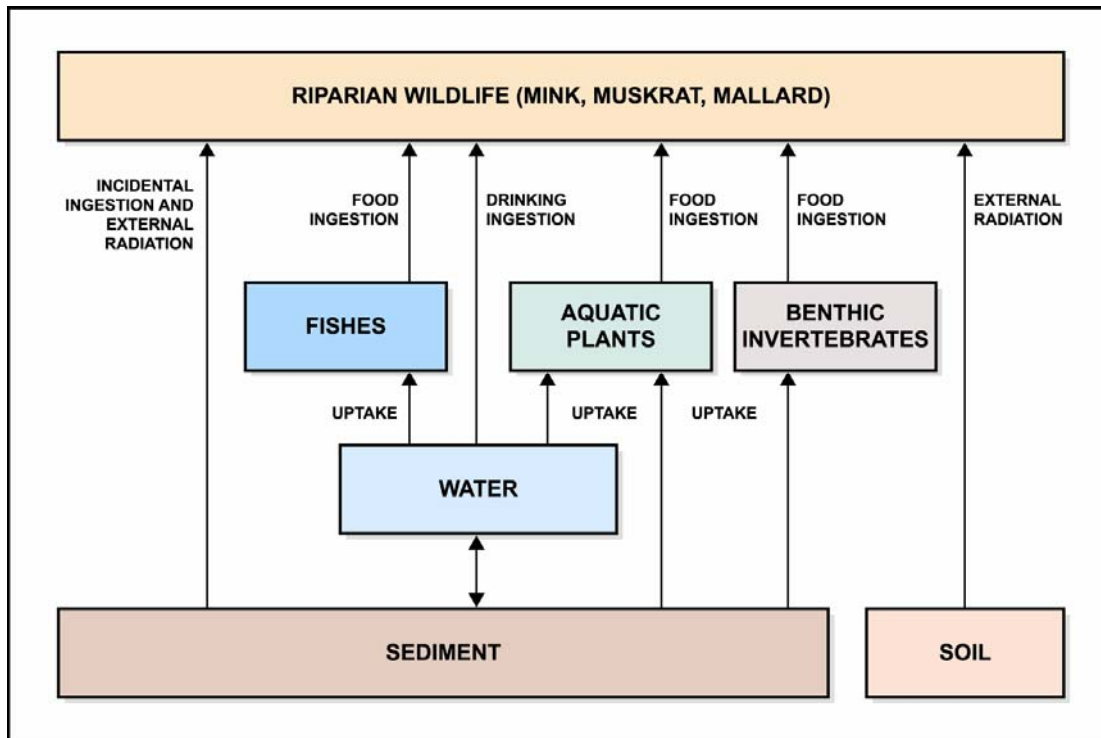 RIPARIAN WILDLIFE (MINK, MUSKRAT, MALLARD)
INCIDENTAL
INGESTION AND
EXTERNAL
RADIATION
FOOD
INGESTION
DRINKING
INGESTION
FOOD
INGESTION
FOOD
INGESTION
EXTERNAL
RADIATION
FISHES
AQUATIC
PLANTS
BENTHIC
INVERTEBRATES
UPTAKE
UPTAKE
UPTAKE
WATER
SEDIMENT
SOIL